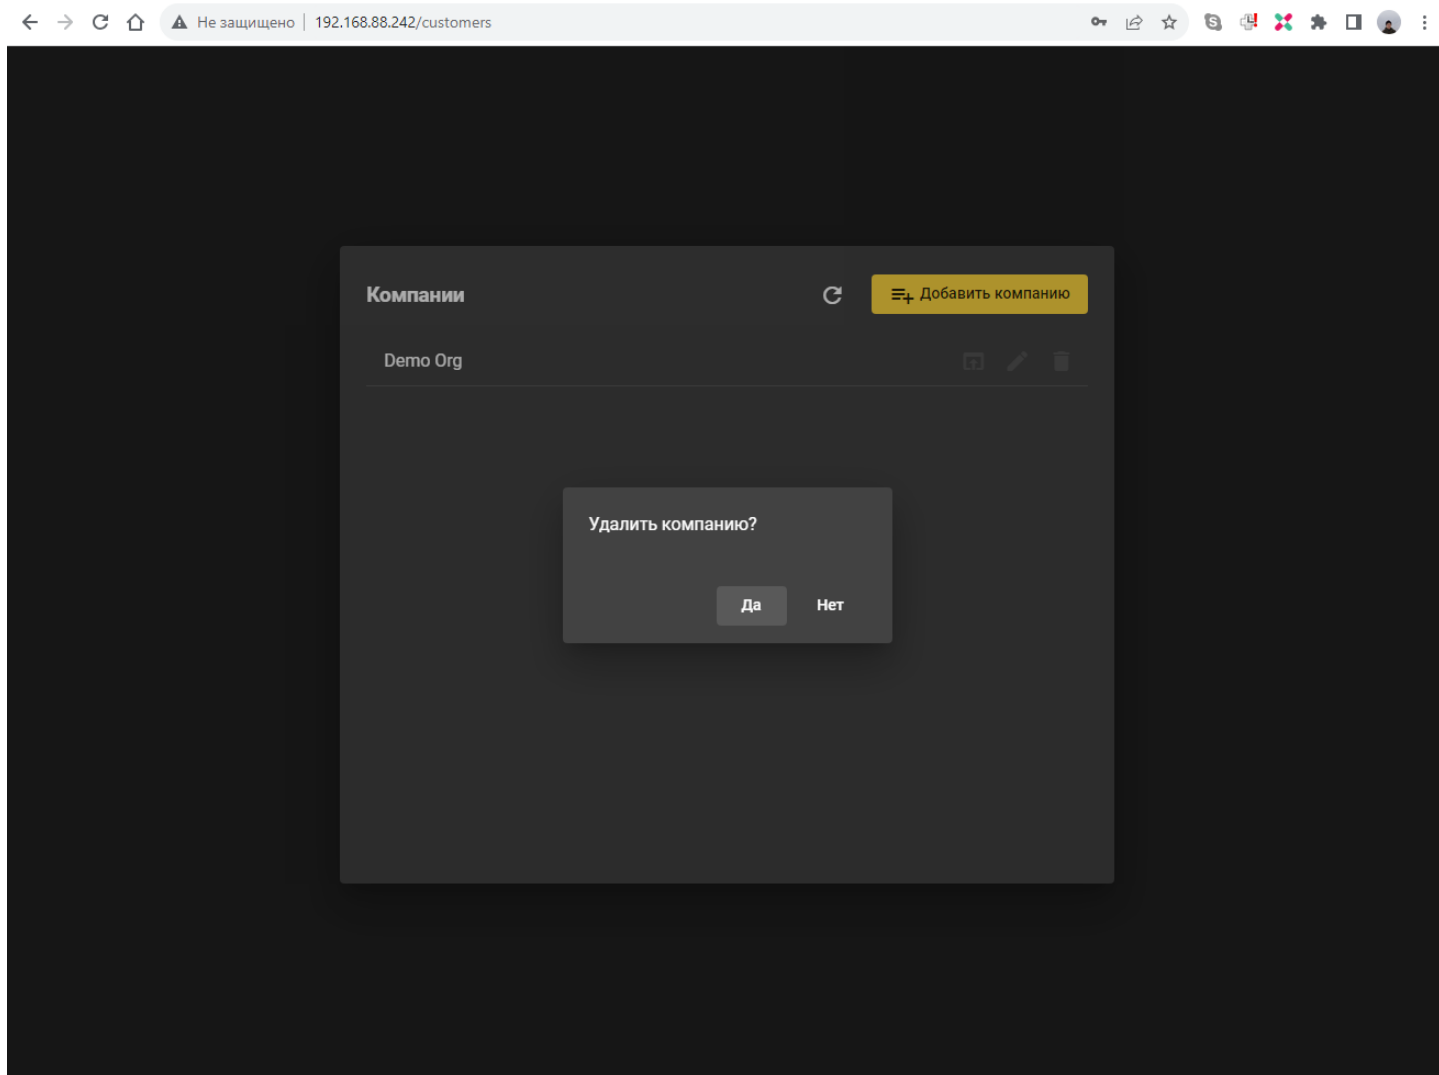 Не защищено 192.168.88.242/customers
Компании
Добавить компанию
Demo Org
Удалить компанию?
Да Нет